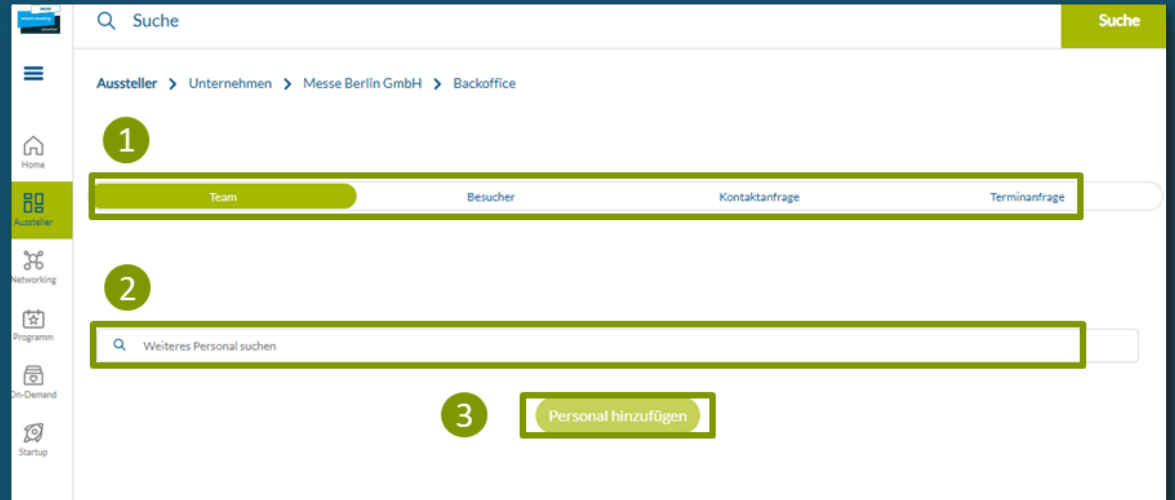 Suche
Suche
Aussteller > Unternehmen > Messe Berlin GmbH > Backoffice
1
Home
Team Besucher Kontaktanfrage Terminanfrage
Aussteller
Networking
2
Programm
Weiteres Personal suchen
On-Demand
3 Personal hinzufügen
Startup